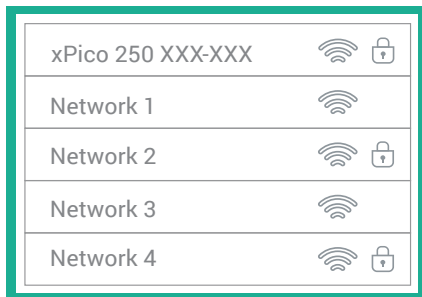 xPico 250 XXX-XXX
Network 1
Network 2
Network 3
Network 4